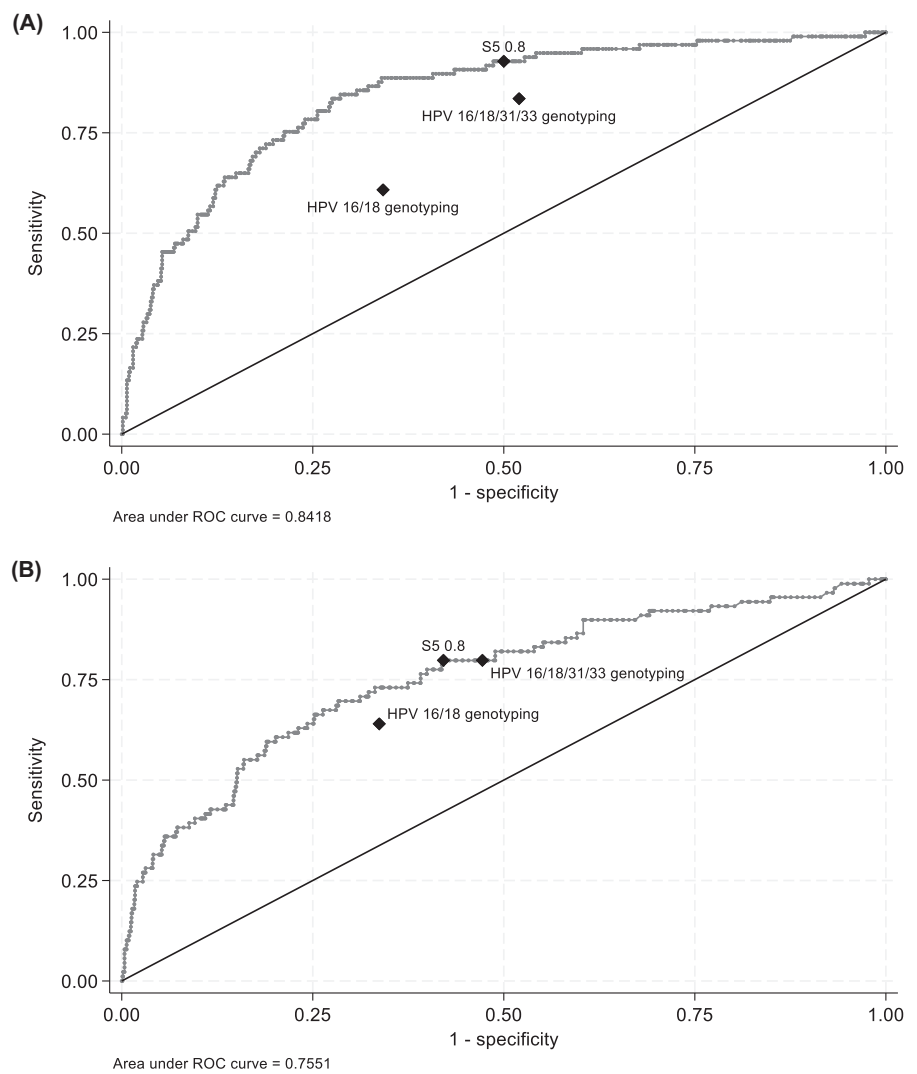 (A)
1.00
S5 0.8
HPV 16/18/31/33 genotyping
0.75
HPV 16/18 genotyping
Sensitivity
0.50
0.25
0.00
0.00 0.25 0.50 0.75 1.00
1 - specificity
Area under ROC curve = 0.8418
(B)
1.00
S5 0.8
HPV 16/18/31/33 genotyping
0.75
HPV 16/18 genotyping
Sensitivity
0.50
0.25
0.00
0.00 0.25 0.50 0.75 1.00
1 - specificity
Area under ROC curve = 0.7551